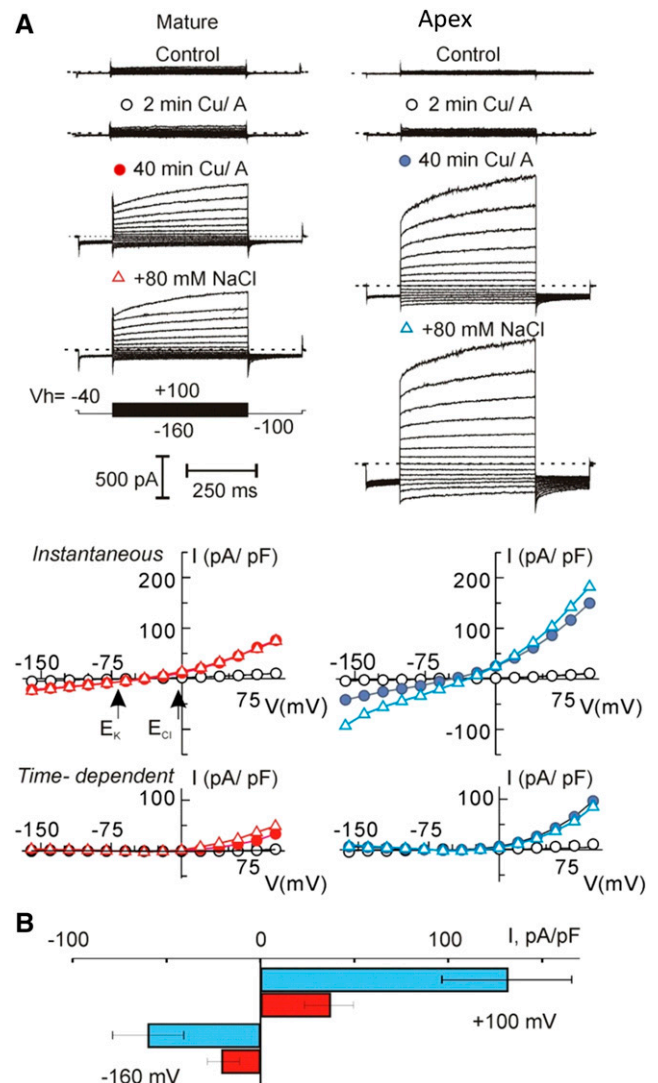 A
Mature
Apex
Control
Control
2 min Cu/ A
2 min Cu/ A
40 min Cu/ A
40 min Cu/ A
+80 mM NaCl
+80 mM NaCl
Vh= -40
+100
-160
-100
500 pA
250 ms
Instantaneous
I (pA/ pF)
I (pA/ pF)
200
200
100
100
-150
-75
-150
-75
75
75
V(mV)
V(mV)
EK
ECl
-100
Time- dependent
I (pA/ pF)
I (pA/ pF)
100
100
-150
-75
-150
-75
75
75
V(mV)
V(mV)
B
-100
0
100
I, pA/pF
+100 mV
-160 mV